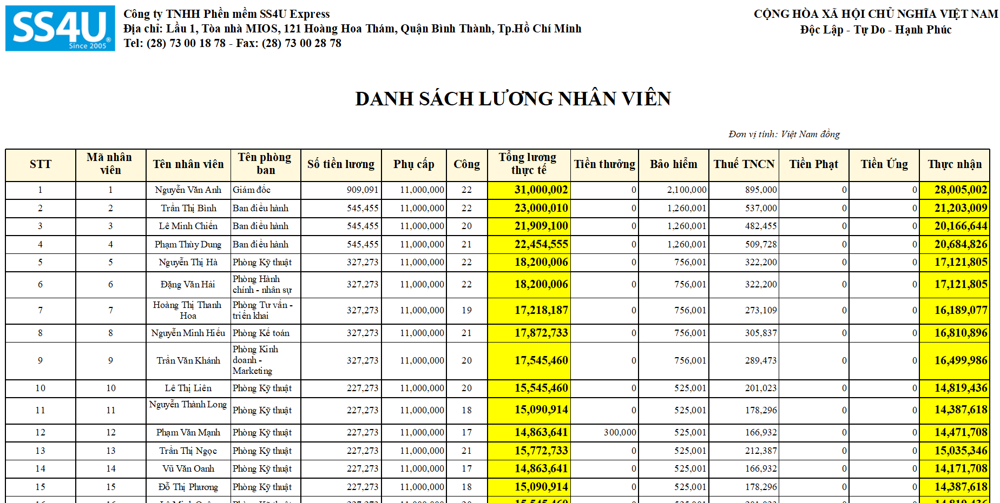 SS4U®
Since 2005
Công ty TNHH Phền mềm SS4U Express
Địa chỉ: Lầu 1, Tòa nhà MIOS, 121 Hoàng Hoa Thám, Quận Bình Thành, Tp.Hồ Chí Minh
Tel: (28) 73 00 18 78 - Fax: (28) 73 00 28 78
CỘNG HÒA XÃ HỘI CHỦ NGHĨA VIỆT NAM
Độc Lập - Tự Do - Hạnh Phúc
DANH SÁCH LƯƠNG NHÂN VIÊN
Đơn vị tính: Việt Nam đồng
STT Mã nhân viên Tên nhân viên Tên phòng ban Số tiền lương Phụ cấp Công Tổng lương thực tế Tiền thưởng Bảo hiểm Thuế TNCN Tiền Phạt Tiền Ứng Thực nhận
1 1 Nguyễn Văn Anh Giám đốc 909,091 11,000,000 22 31,000,002 0 2,100,000 895,000 0 0 28,005,002
2 2 Trần Thị Bình Ban điều hành 545,455 11,000,000 22 23,000,010 0 1,260,001 537,000 0 0 21,203,009
3 3 Lê Minh Chiến Ban điều hành 545,455 11,000,000 20 21,909,100 0 1,260,001 482,455 0 0 20,166,644
4 4 Phạm Thùy Dung Ban điều hành 545,455 11,000,000 21 22,454,555 0 1,260,001 509,728 0 0 20,684,826
5 5 Nguyễn Thị Hà Phòng Kỹ thuật 327,273 11,000,000 22 18,200,006 0 756,001 322,200 0 0 17,121,805
6 6 Đặng Văn Hải Phòng Hành chính - nhân sự 327,273 11,000,000 22 18,200,006 0 756,001 322,200 0 0 17,121,805
7 7 Hoàng Thị Thanh Hoa Phòng Tư vấn - triển khai 327,273 11,000,000 19 17,218,187 0 756,001 273,109 0 0 16,189,077
8 8 Nguyễn Minh Hiếu Phòng Kế toán 327,273 11,000,000 21 17,872,733 0 756,001 305,837 0 0 16,810,896
9 9 Trần Văn Khánh Phòng Kinh doanh - Marketing 327,273 11,000,000 20 17,545,460 0 756,001 289,473 0 0 16,499,986
10 10 Lê Thị Liên Phòng Kỹ thuật 227,273 11,000,000 20 15,545,460 0 525,001 201,023 0 0 14,819,436
11 11 Nguyễn Thành Long Phòng Kỹ thuật 227,273 11,000,000 18 15,090,914 0 525,001 178,296 0 0 14,387,618
12 12 Phạm Văn Mạnh Phòng Kỹ thuật 227,273 11,000,000 17 14,863,641 300,000 525,001 166,932 0 0 14,471,708
13 13 Trần Thị Ngọc Phòng Kỹ thuật 227,273 11,000,000 21 15,772,733 0 525,001 212,387 0 0 15,035,346
14 14 Vũ Văn Oanh Phòng Kỹ thuật 227,273 11,000,000 17 14,863,641 0 525,001 166,932 0 0 14,171,708
15 15 Đỗ Thị Phương Phòng Kỹ thuật 227,273 11,000,000 18 15,090,914 0 525,001 178,296 0 0 14,387,618